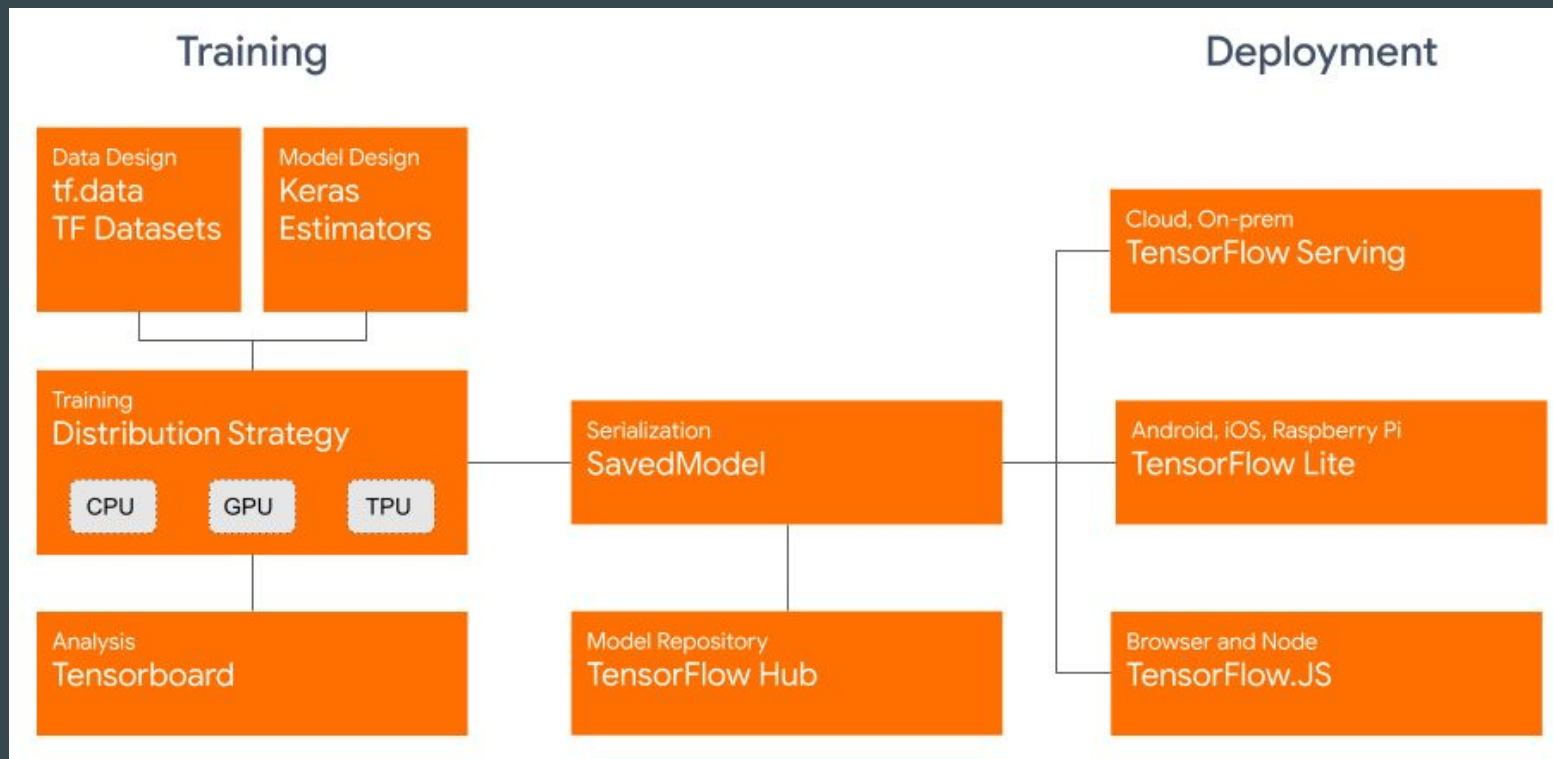 Training
Deployment
Data Design
tf.data
TF Datasets
Model Design
Keras
Estimators
Training
Distribution Strategy
CPU
GPU
TPU
Analysis
Tensorboard
Serialization
SavedModel
Model Repository
TensorFlow Hub
Cloud, On-prem
TensorFlow Serving
Android, iOS, Raspberry Pi
TensorFlow Lite
Browser and Node
TensorFlow.JS